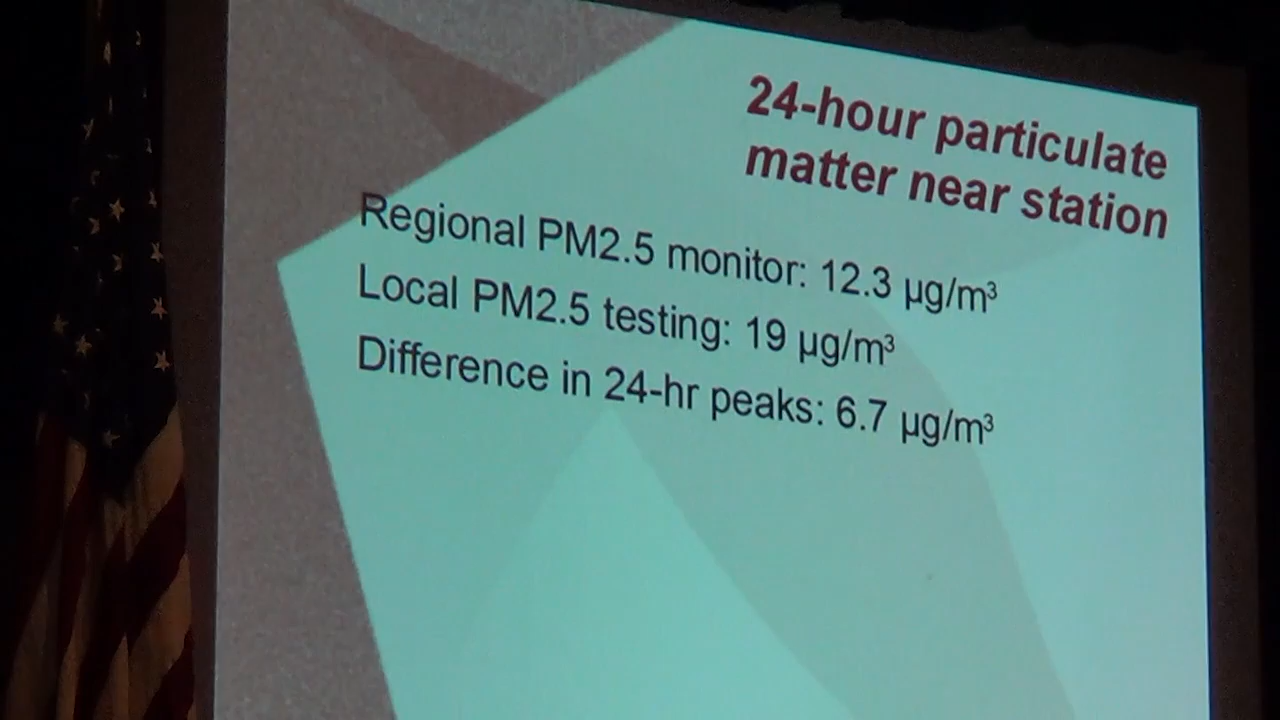 24-hour particulate
matter near station
Regional PM2.5 monitor: 12.3 µg/m³
Local PM2.5 testing: 19 µg/m³
Difference in 24-hr peaks: 6.7 µg/m³